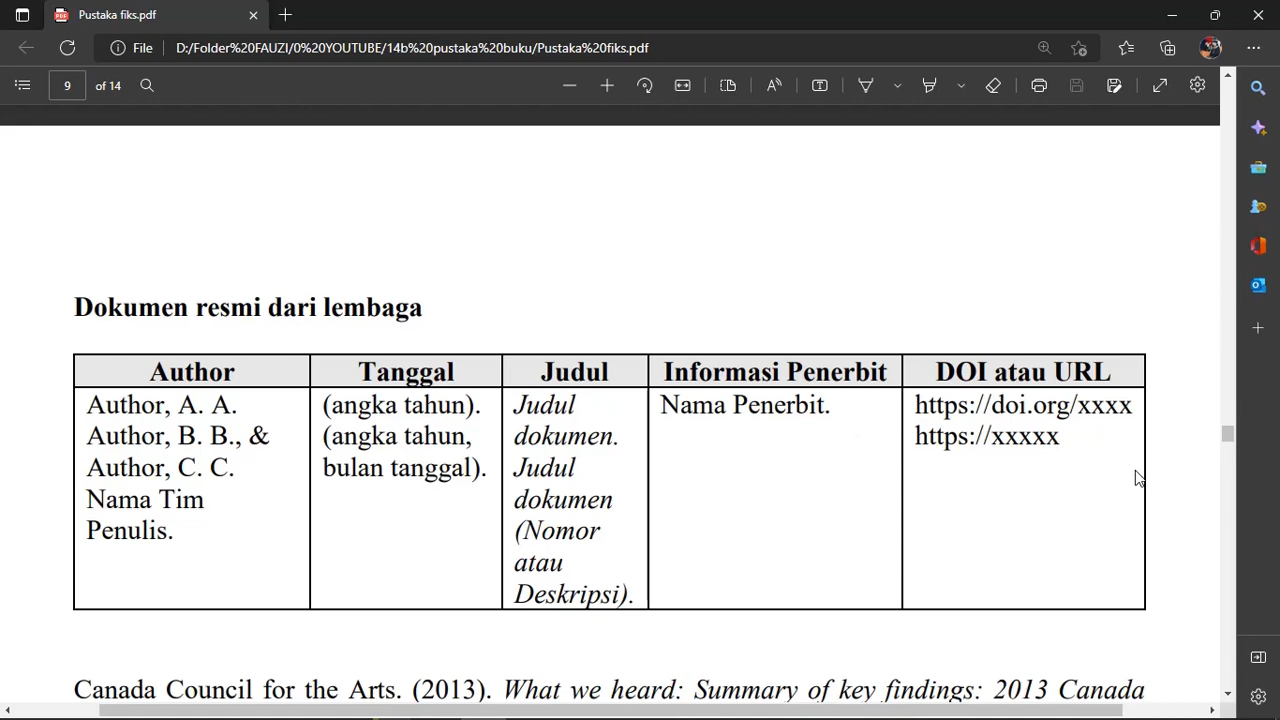 Pustaka fiks.pdf
File
D:/Folder%20FAUZI/0%20YOUTUBE/14b%20pustaka%20buku/Pustaka%20fiks.pdf
9 of 14
Dokumen resmi dari lembaga
Author Tanggal Judul Informasi Penerbit DOI atau URL
Author, A. A. (angka tahun). Judul Nama Penerbit. https://doi.org/xxxx
Author, B. B., & (angka tahun, dokumen. https://xxxxx
Author, C. C. bulan tanggal). Judul
Nama Tim dokumen
Penulis. (Nomor
atau
Deskripsi).
Canada Council for the Arts. (2013). What we heard: Summary of key findings: 2013 Canada